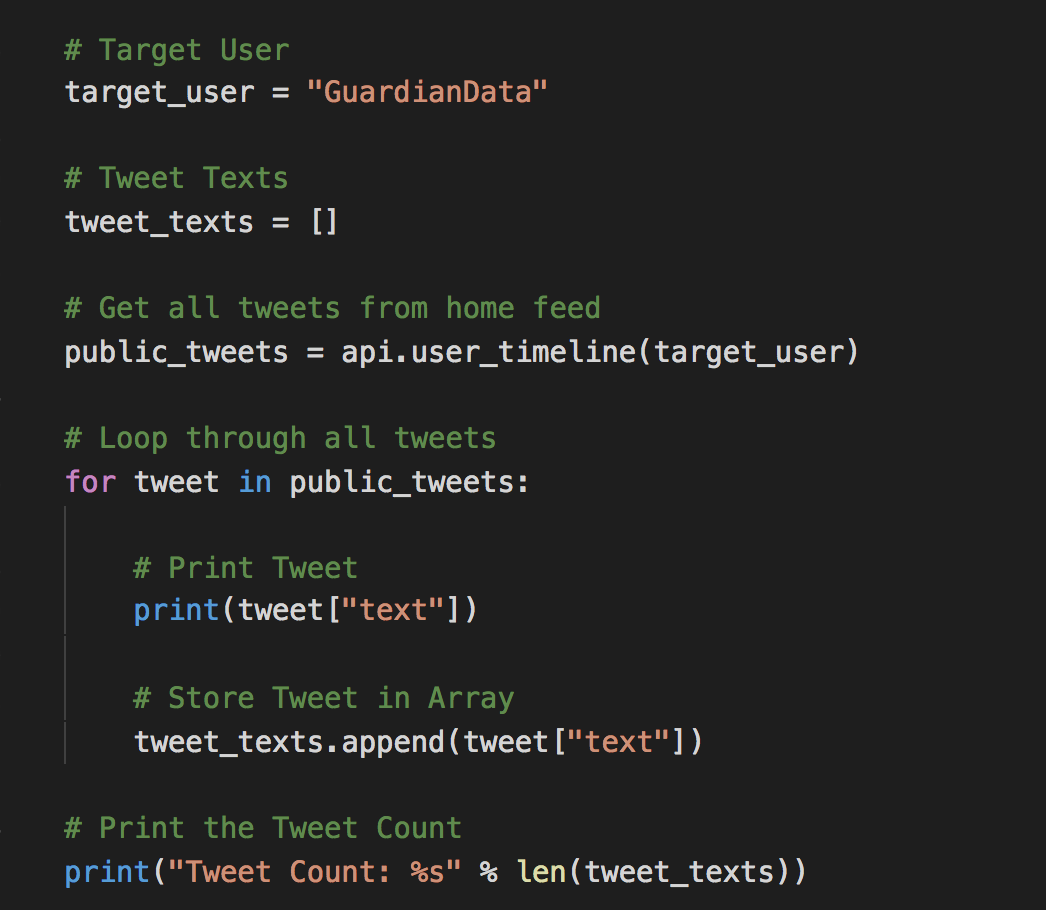 # Target User
target_user = "GuardianData"
# Tweet Texts
tweet_texts = []
# Get all tweets from home feed
public_tweets = api.user_timeline(target_user)
# Loop through all tweets
for tweet in public_tweets:
# Print Tweet
print(tweet["text"])
# Store Tweet in Array
tweet_texts.append(tweet["text"])
# Print the Tweet Count
print("Tweet Count: %s" % len(tweet_texts))